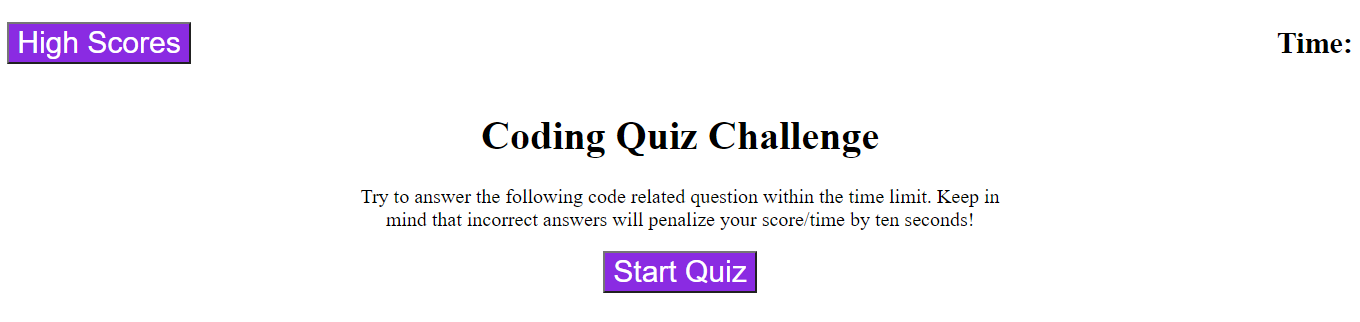 High Scores
Time:
Coding Quiz Challenge
Try to answer the following code related question within the time limit. Keep in
mind that incorrect answers will penalize your score/time by ten seconds!
Start Quiz